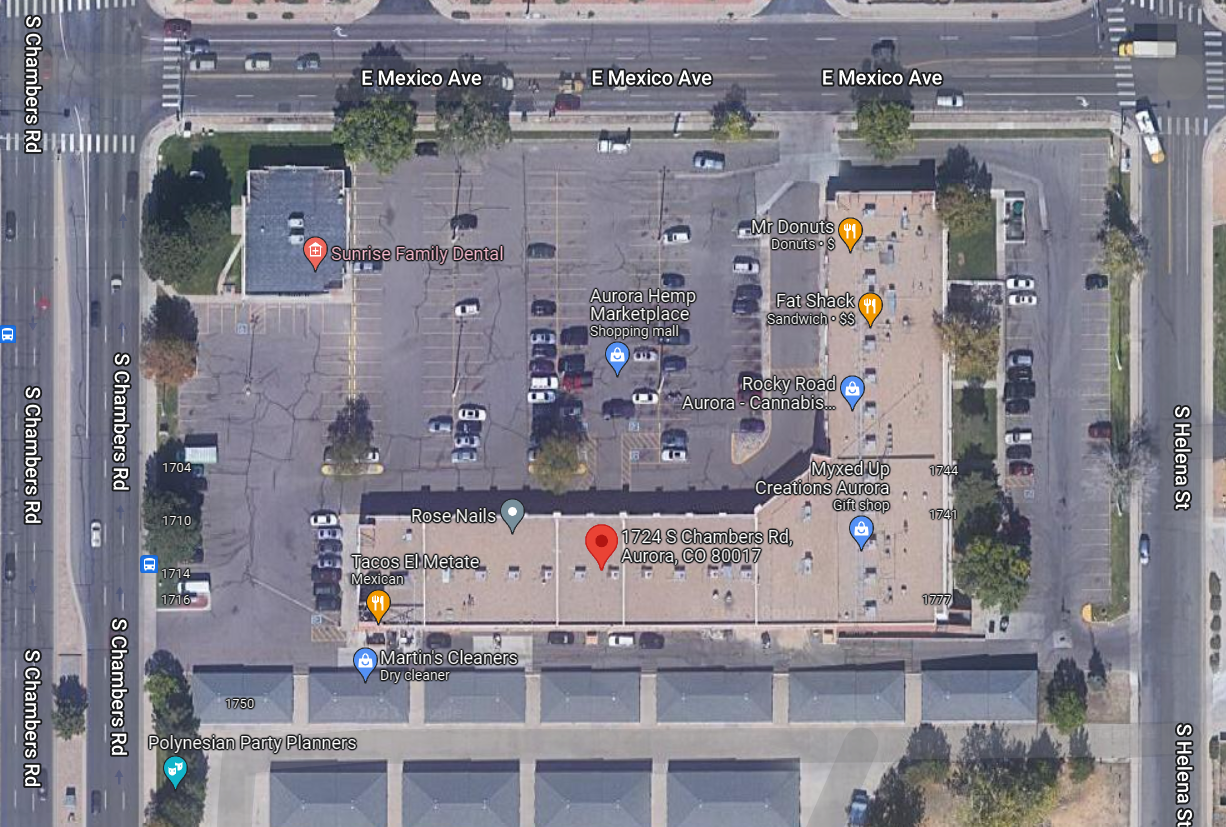 S Chambers Rd
E Mexico Ave
E Mexico Ave
E Mexico Ave
Mr Donuts
Donuts • $
Sunrise Family Dental
Aurora Hemp
Marketplace
Shopping mall
Fat Shack
Sandwich • $$
Rocky Road
Aurora - Cannabis...
S Chambers Rd
S Chambers Rd
S Helena St
1704
Myxed Up
Creations Aurora
Gift shop
1744
1710
Rose Nails
1741
1724 S Chambers Rd,
Aurora, CO 80017
Tacos El Metate
Mexican
1714
1716
1777
S Chambers Rd
S Chambers Rd
Martin's Cleaners
Dry cleaner
1750
Polynesian Party Planners
S Helena St